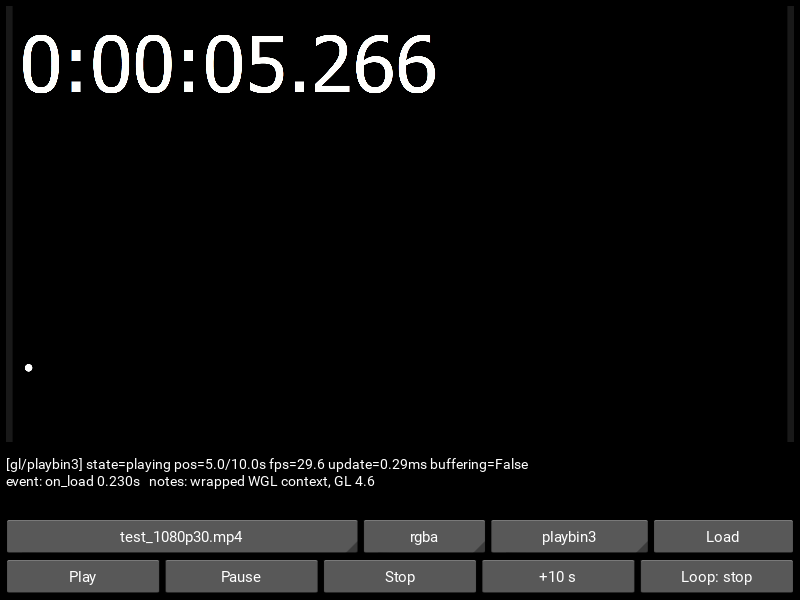 0:00:05.266
[gl/playbin3] state=playing pos=5.0/10.0s fps=29.6 update=0.29ms buffering=False
event: on_load 0.230s  notes: wrapped WGL context, GL 4.6
test_1080p30.mp4 rgba playbin3 Load
Play Pause Stop +10 s Loop: stop